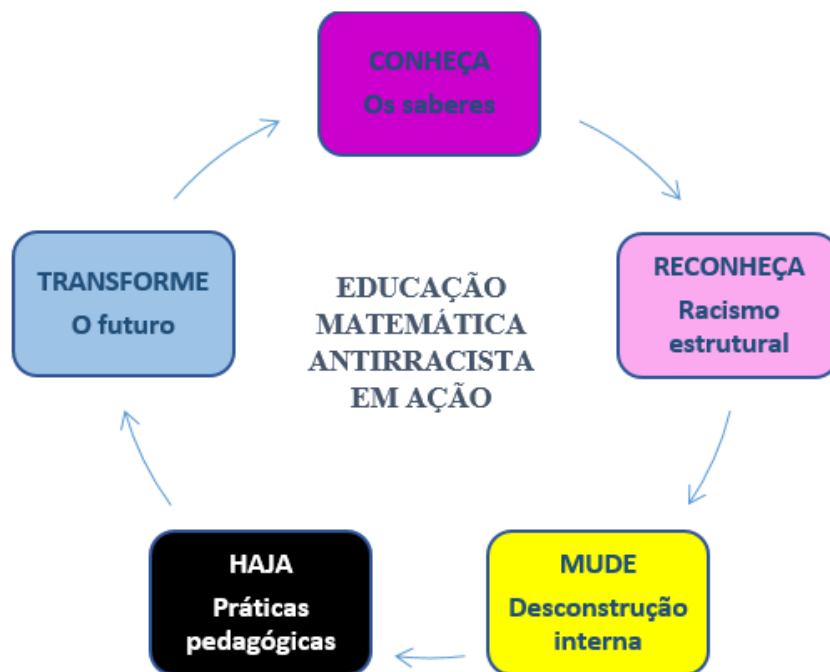 CONHEÇA
Os saberes
RECONHEÇA
Racismo
estrutural
MUDE
Desconstrução
interna
HAJA
Práticas
pedagógicas
TRANSFORME
O futuro
EDUCAÇÃO
MATEMÁTICA
ANTIRRACISTA
EM AÇÃO